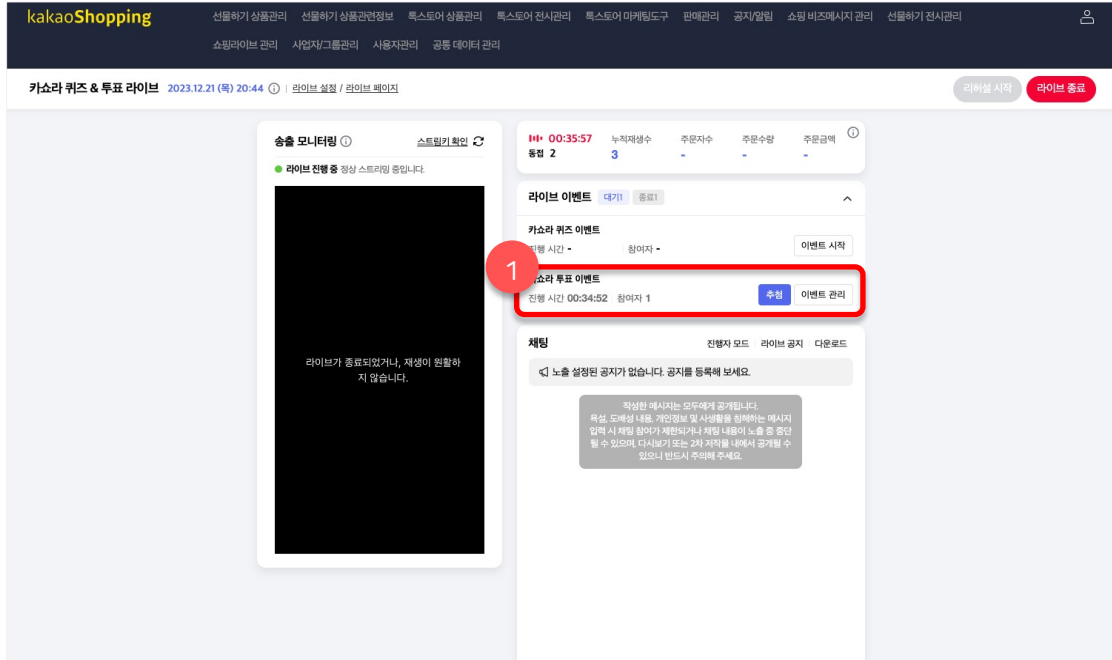 kakaoShopping
선물하기 상품관리 선물하기 상품관련정보 톡스토어 상품관리 톡스토어 전시관리 톡스토어 마케팅도구 판매관리 공지/알림 쇼핑 비즈메시지 관리 선물하기 전시관리
쇼핑라이브 관리 사업자/그룹관리 사용자관리 공통 데이터 관리
카쇼라 퀴즈 & 투표 라이브 2023.12.21 (목) 20:44 라이브 설정 / 라이브 페이지 리허설 시작 라이브 종료
송출 모니터링 스트림키 확인
라이브 진행 중 정상 스트리밍 중입니다.
라이브가 종료되었거나, 재생이 원활하
지 않습니다.
00:35:57 누적재생수 주문자수 주문수량 주문금액
동접 2 3 - - -
라이브 이벤트 대기1 종료1
카쇼라 퀴즈 이벤트
진행 시간 - 참여자 - 이벤트 시작
1
카쇼라 투표 이벤트
진행 시간 00:34:52 참여자 1 추첨 이벤트 관리
채팅 진행자 모드 라이브 공지 다운로드
노출 설정된 공지가 없습니다. 공지를 등록해 보세요.
작성한 메시지는 모두에게 공개됩니다.
욕설, 도배성 내용, 개인정보 및 사생활을 침해하는 메시지
입력 시 채팅 참여가 제한되거나 채팅 내용이 노출 중 중단
될 수 있으며, 다시보기 또는 2차 저작물 내에서 공개될 수
있으니 반드시 주의해 주세요.